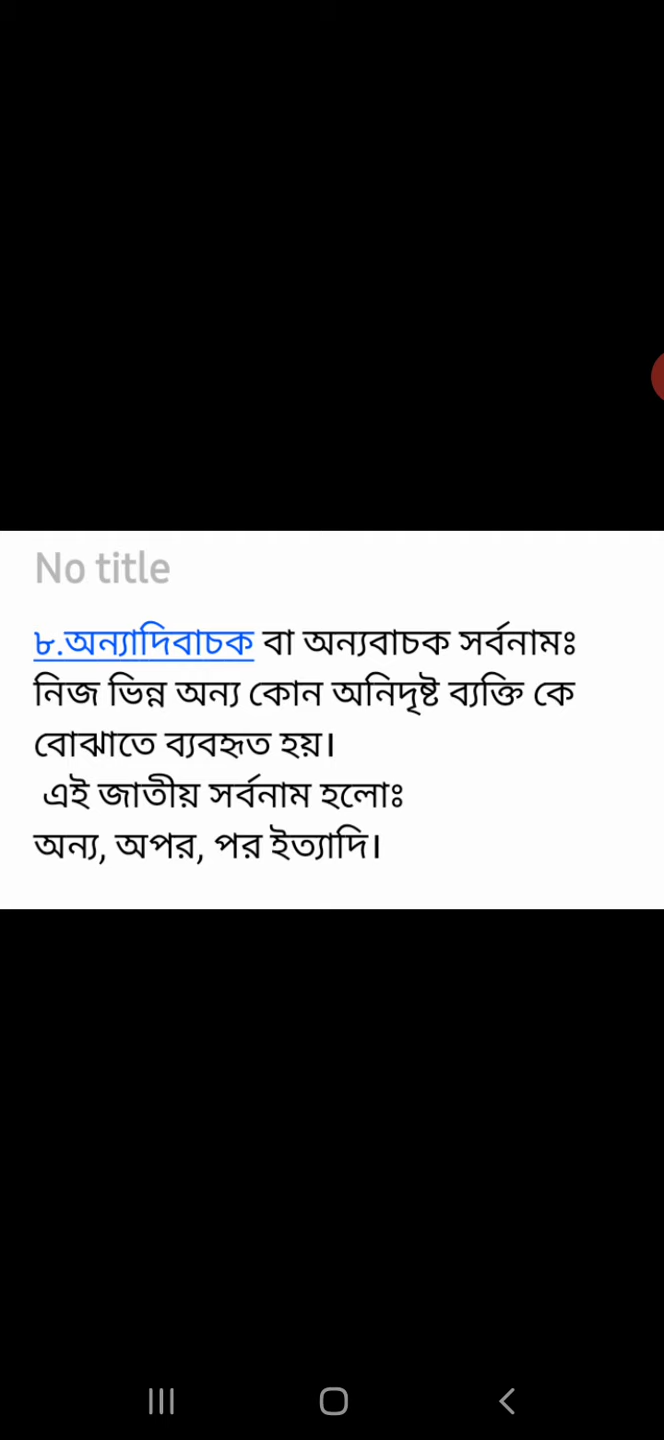 No title
৮.অন্যাদিবাচক বা অন্যবাচক সর্বনামঃ
নিজ ভিন্ন অন্য কোন অনিদৃষ্ট ব্যক্তি কে
বোঝাতে ব্যবহৃত হয়।
এই জাতীয় সর্বনাম হলোঃ
অন্য, অপর, পর ইত্যাদি।